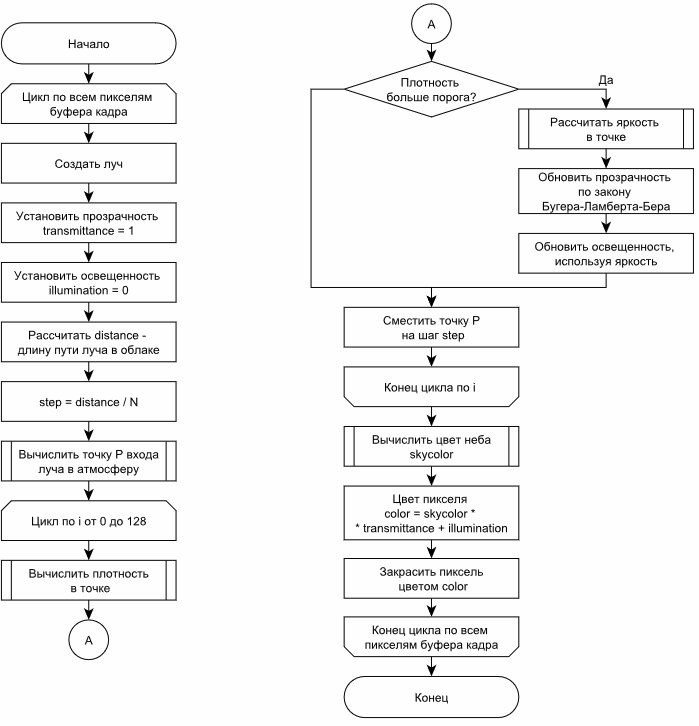 Начало
Цикл по всем пикселям
буфера кадра
Создать луч
Установить прозрачность
transmittance = 1
Установить освещенность
illumination = 0
Рассчитать distance -
длину пути луча в облаке
step = distance / N
Вычислить точку P входа
луча в атмосферу
Цикл по i от 0 до 128
Вычислить плотность
в точке
A
A
Плотность
больше порога?
Да
Рассчитать яркость
в точке
Обновить прозрачность
по закону
Бугера-Ламберта-Бера
Обновить освещенность,
используя яркость
Сместить точку P
на шаг step
Конец цикла по i
Вычислить цвет неба
skycolor
Цвет пикселя
color = skycolor *
* transmittance + illumination
Закрасить пиксель
цветом color
Конец цикла по всем
пикселям буфера кадра
Конец